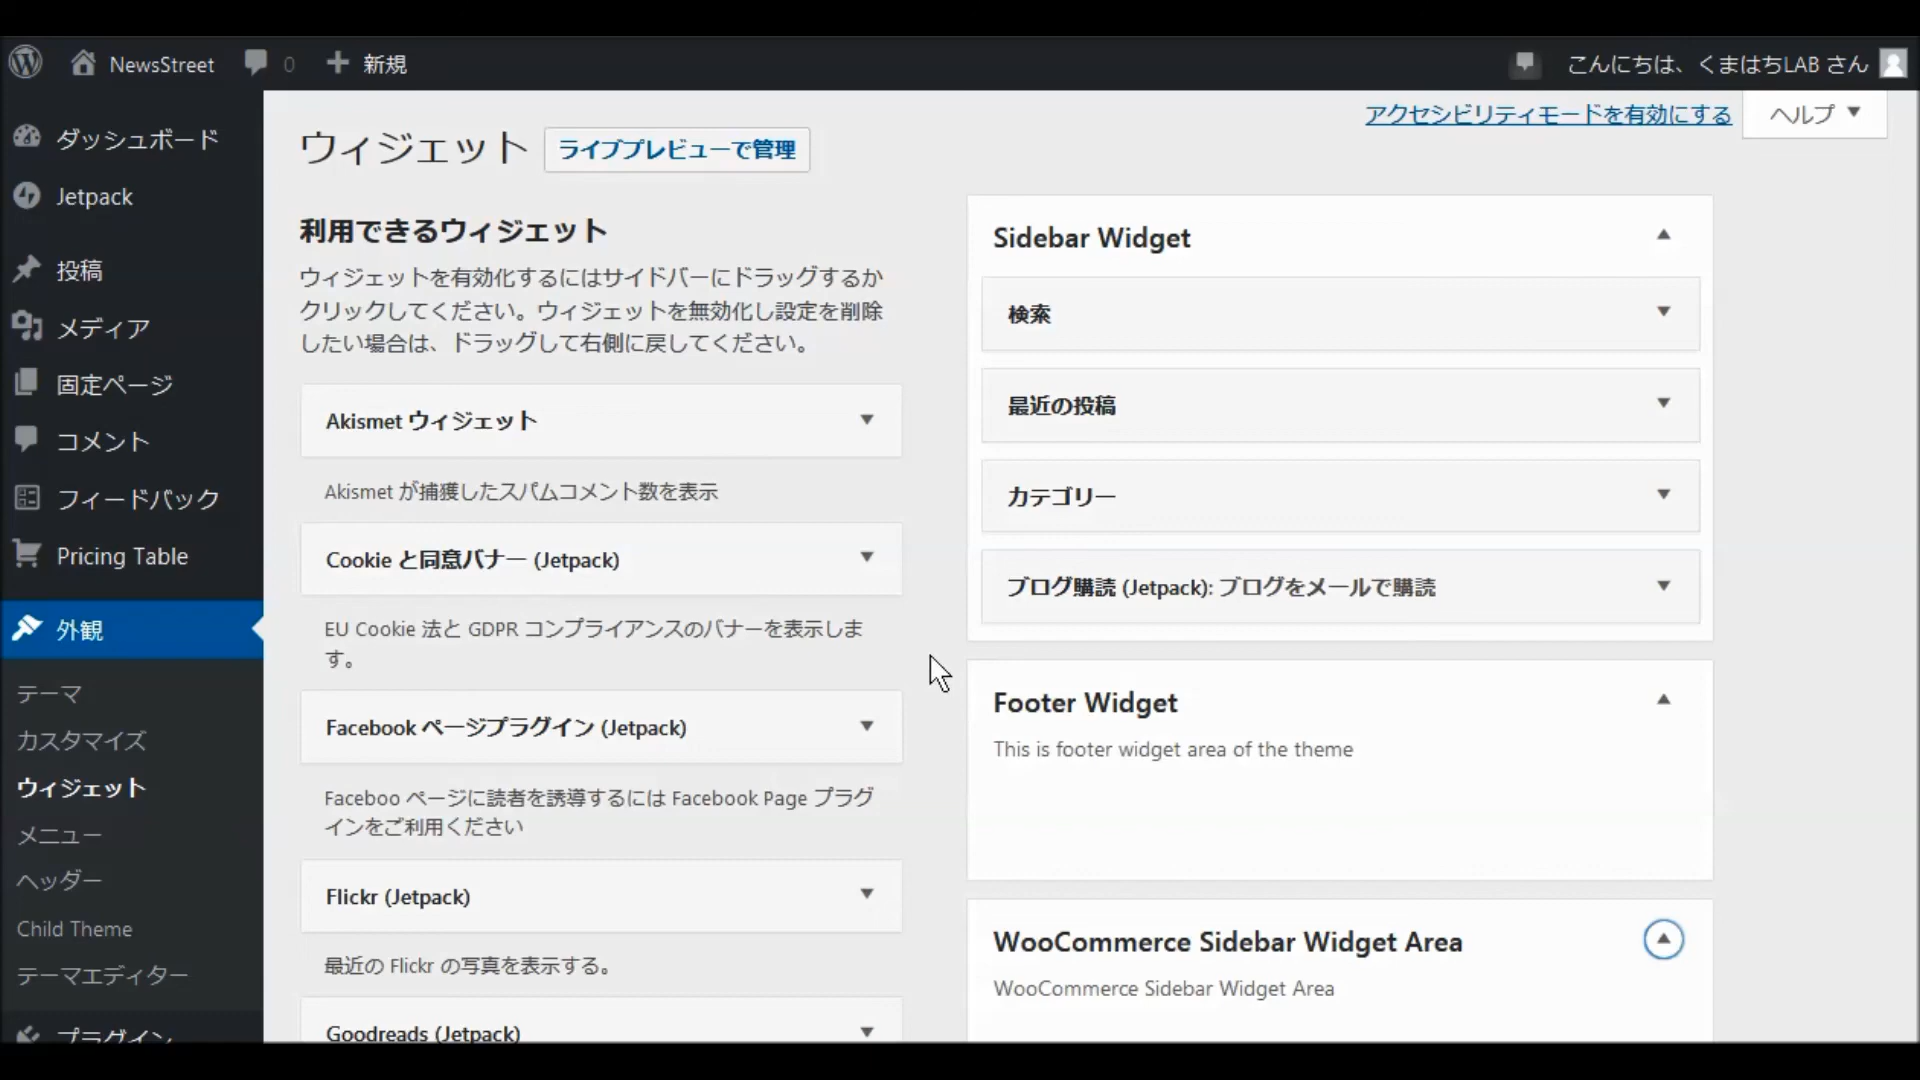 NewsStreet
0
新規
こんにちは、くまはちLAB さん
ダッシュボード
Jetpack
投稿
メディア
固定ページ
コメント
フィードバック
Pricing Table
外観
テーマ
カスタマイズ
ウィジェット
メニュー
ヘッダー
Child Theme
テーマエディター
プラグイン
アクセシビリティモードを有効にする
ヘルプ
ウィジェット
ライブプレビューで管理
利用できるウィジェット
ウィジェットを有効化するにはサイドバーにドラッグするか
クリックしてください。ウィジェットを無効化し設定を削除
したい場合は、ドラッグして右側に戻してください。
Akismet ウィジェット
Akismet が捕獲したスパムコメント数を表示
Cookie と同意バナー (Jetpack)
EU Cookie 法と GDPR コンプライアンスのバナーを表示しま
す。
Facebook ページプラグイン (Jetpack)
Faceboo ページに読者を誘導するには Facebook Page プラグ
インをご利用ください
Flickr (Jetpack)
最近の Flickr の写真を表示する。
Goodreads (Jetpack)
Sidebar Widget
検索
最近の投稿
カテゴリー
ブログ購読 (Jetpack): ブログをメールで購読
Footer Widget
This is footer widget area of the theme
WooCommerce Sidebar Widget Area
WooCommerce Sidebar Widget Area